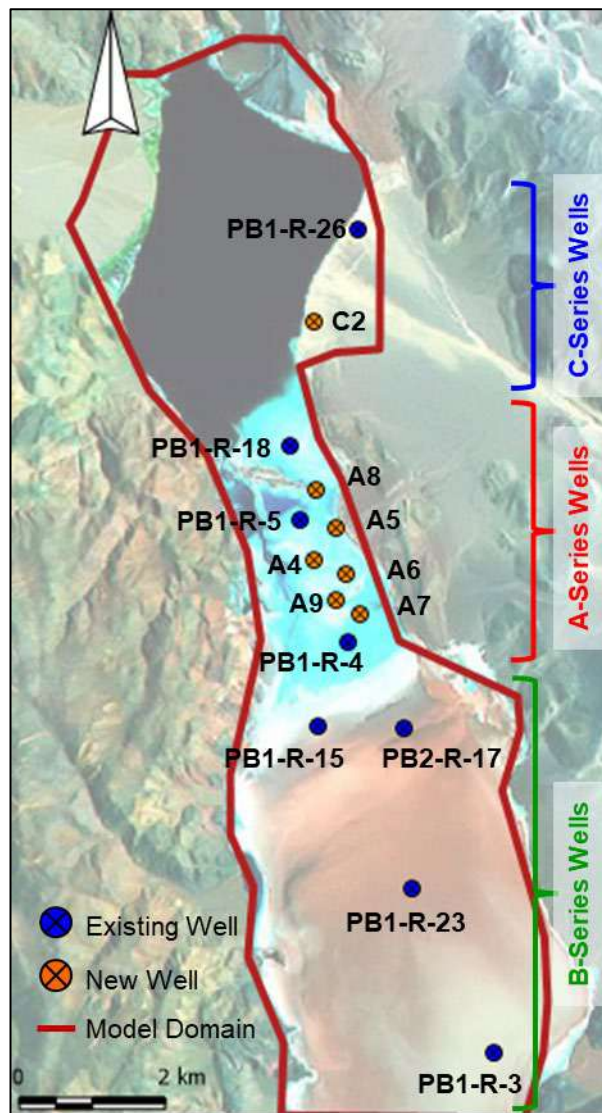 PB1-R-26
C2
C-Series Wells
PB1-R-18
A8
PB1-R-5
A5
A4
A6
A9
A7
PB1-R-4
A-Series Wells
PB1-R-15
PB2-R-17
PB1-R-23
PB1-R-3
B-Series Wells
Existing Well
New Well
Model Domain
0 2 km